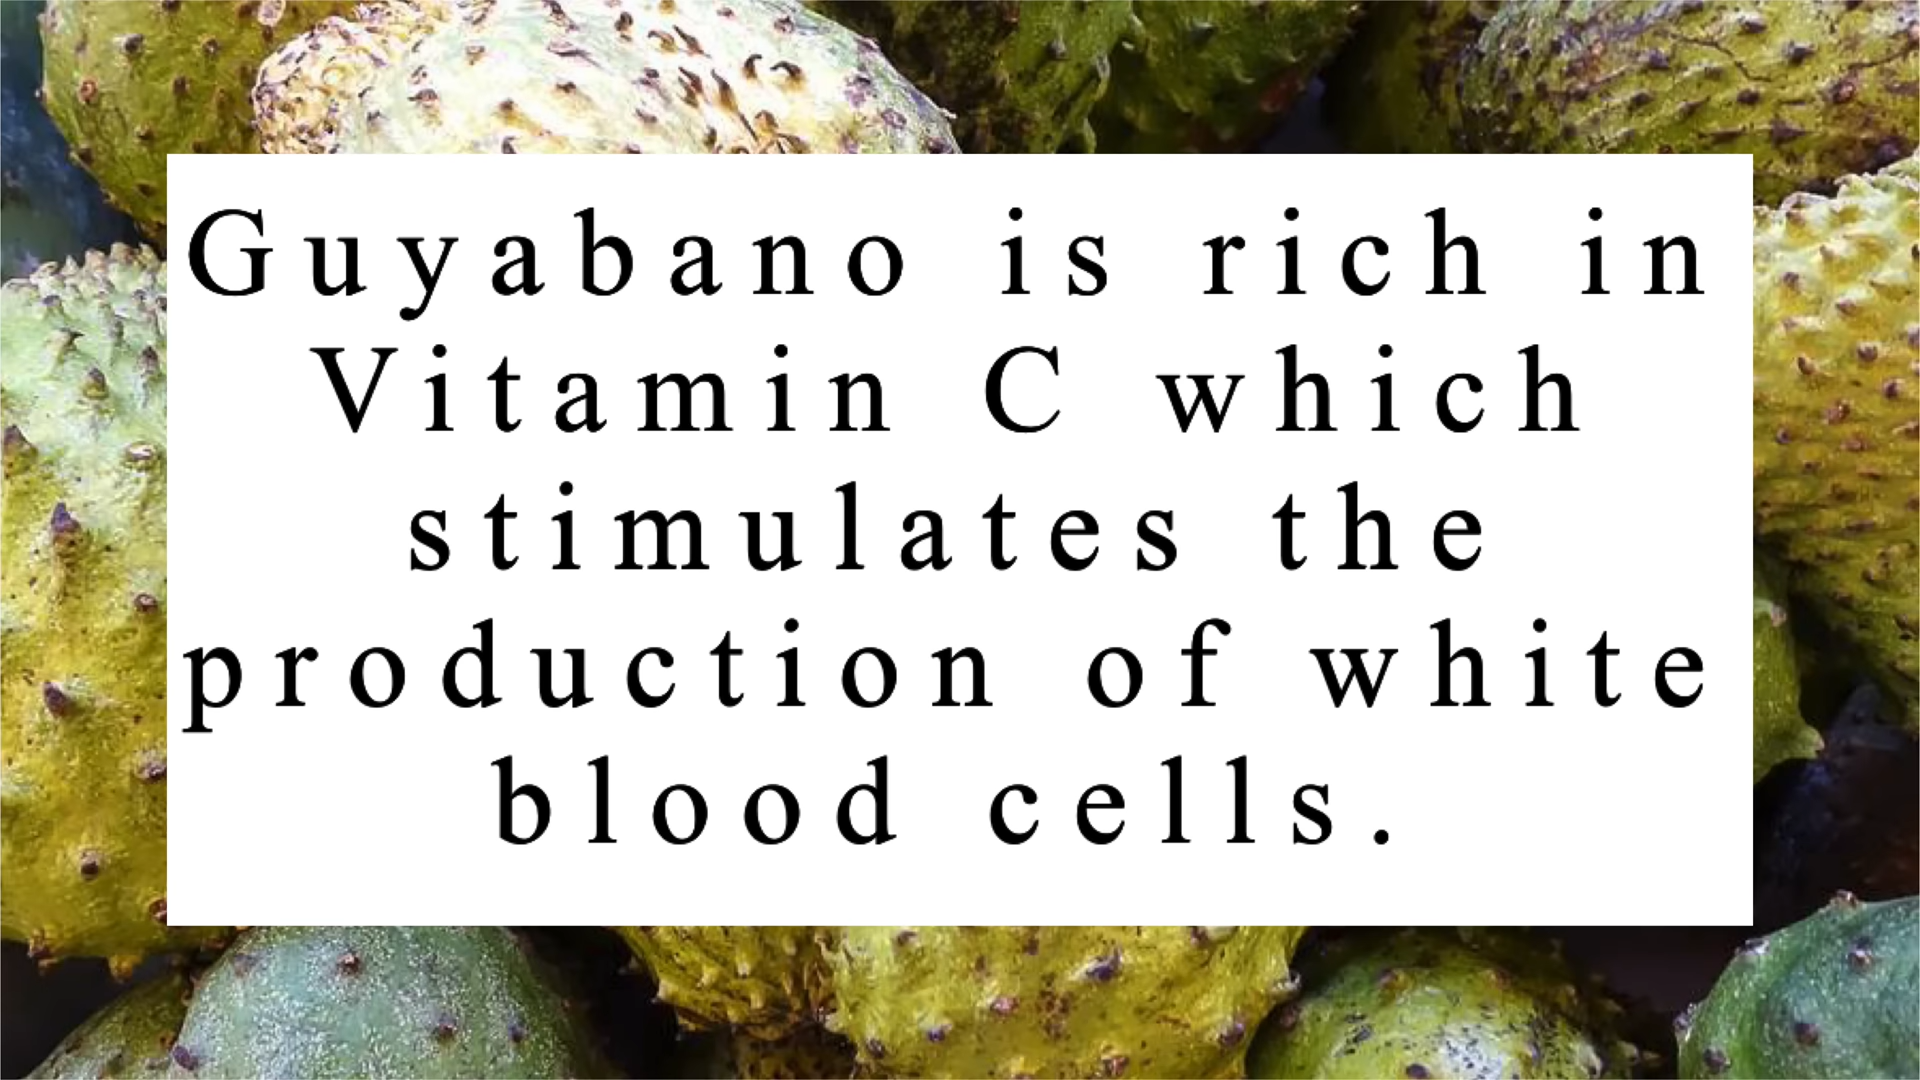 Guyabano is rich in
Vitamin C which
stimulates the
production of white
blood cells.